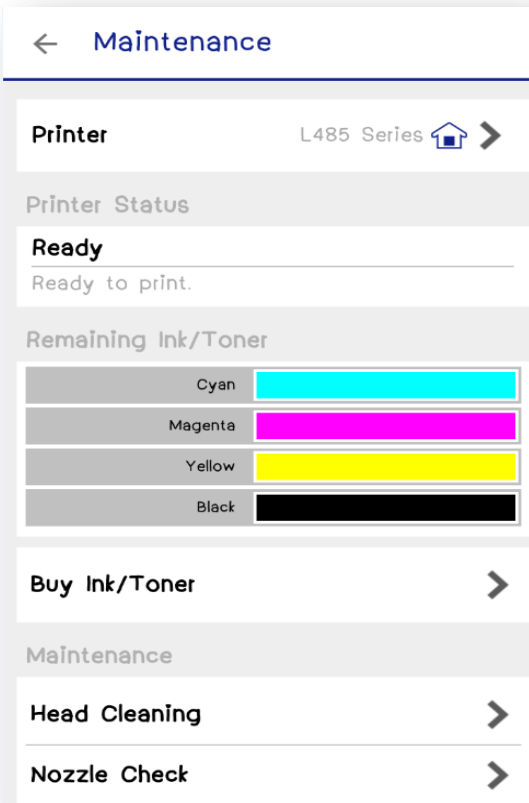 Maintenance
Printer L485 Series
Printer Status
Ready
Ready to print.
Remaining Ink/Toner
Cyan
Magenta
Yellow
Black
Buy Ink/Toner
Maintenance
Head Cleaning
Nozzle Check